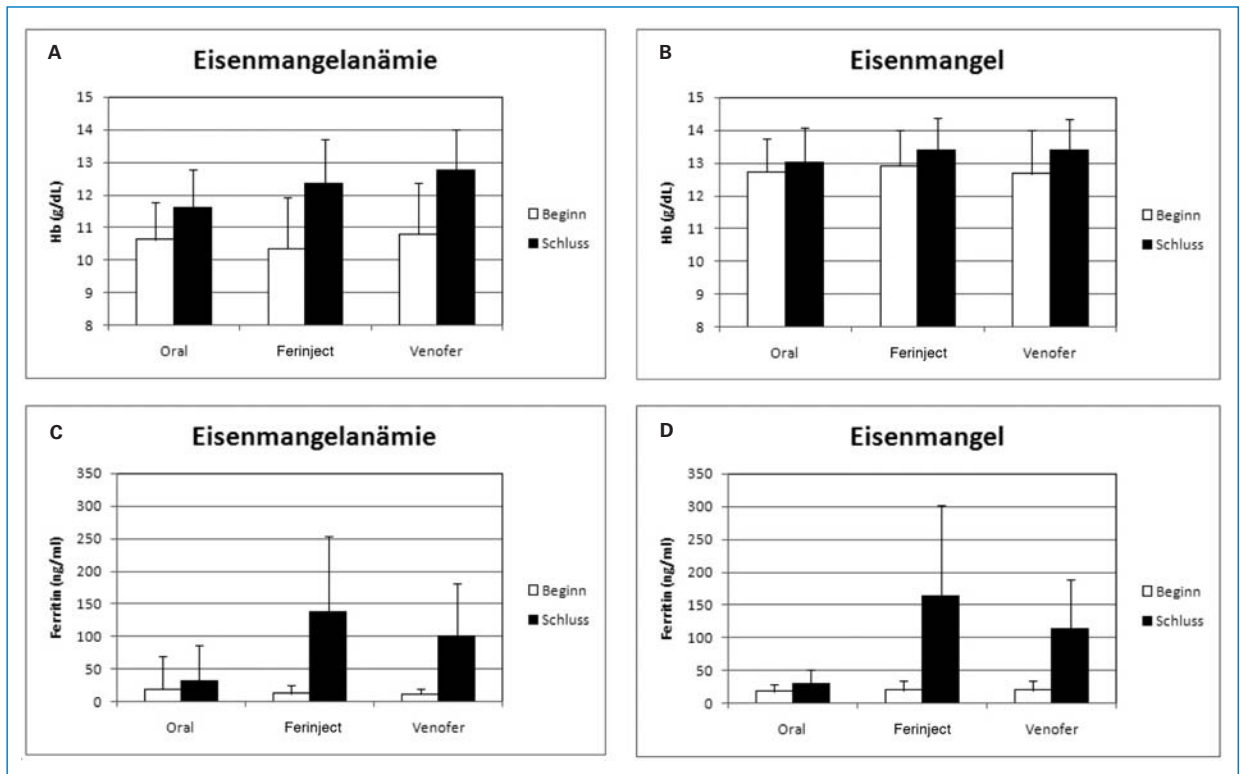 A
Eisenmangelanämie
15
14
13
12
11
10
9
8
Hb (g/dL)
Oral
Ferinject
Venofer
Beginn
Schluss
B
Eisenmangel
15
14
13
12
11
10
9
8
Hb (g/dL)
Oral
Ferinject
Venofer
Beginn
Schluss
C
Eisenmangelanämie
350
300
250
200
150
100
50
0
Ferritin (ng/ml)
Oral
Ferinject
Venofer
Beginn
Schluss
D
Eisenmangel
350
300
250
200
150
100
50
0
Ferritin (ng/ml)
Oral
Ferinject
Venofer
Beginn
Schluss